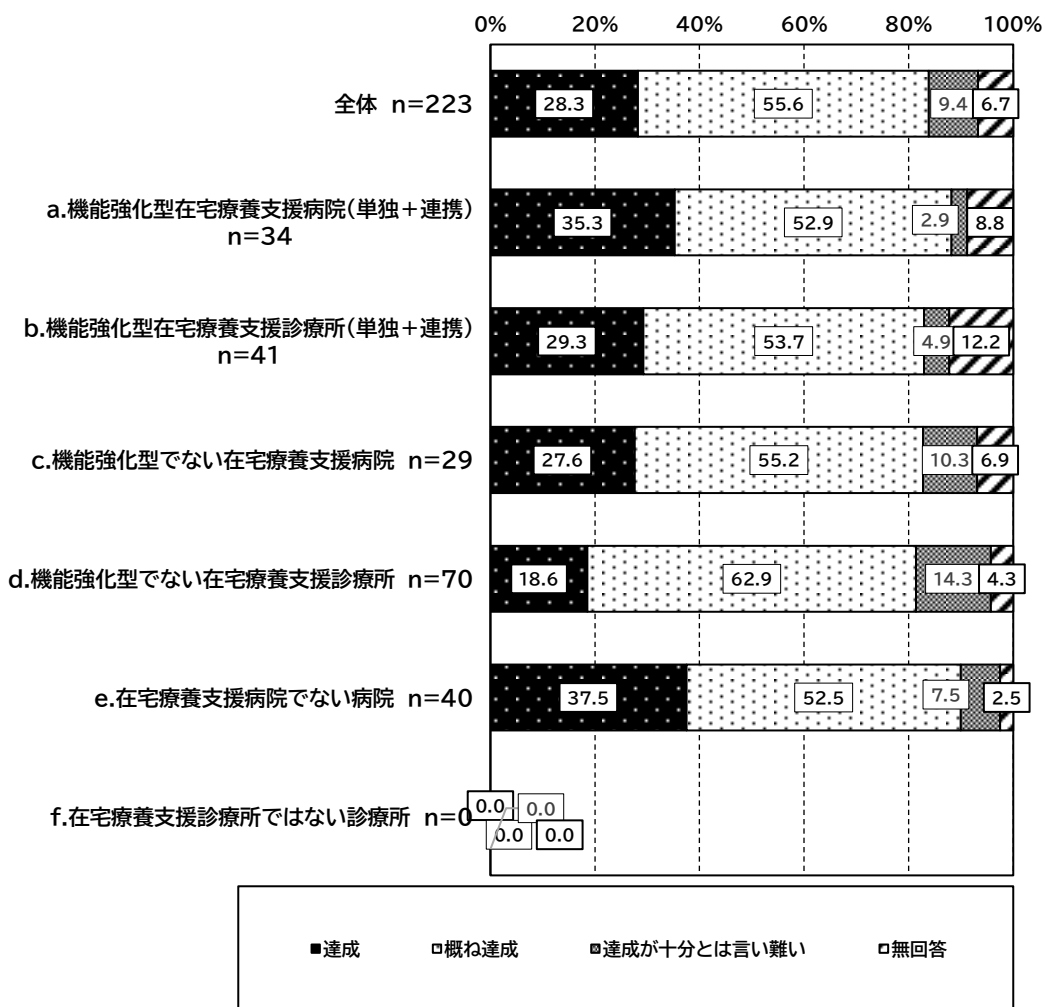 0% 20% 40% 60% 80% 100%
全体 n=223
28.3 55.6 9.4 6.7
a.機能強化型在宅療養支援病院(単独+連携)
n=34
35.3 52.9 2.9 8.8
b.機能強化型在宅療養支援診療所(単独+連携)
n=41
29.3 53.7 4.9 12.2
c.機能強化型でない在宅療養支援病院 n=29
27.6 55.2 10.3 6.9
d.機能強化型でない在宅療養支援診療所 n=70
18.6 62.9 14.3 4.3
e.在宅療養支援病院でない病院 n=40
37.5 52.5 7.5 2.5
f.在宅療養支援診療所ではない診療所 n=0
0.0 0.0
0.0 0.0
達成 概ね達成 達成が十分とは言い難い 無回答